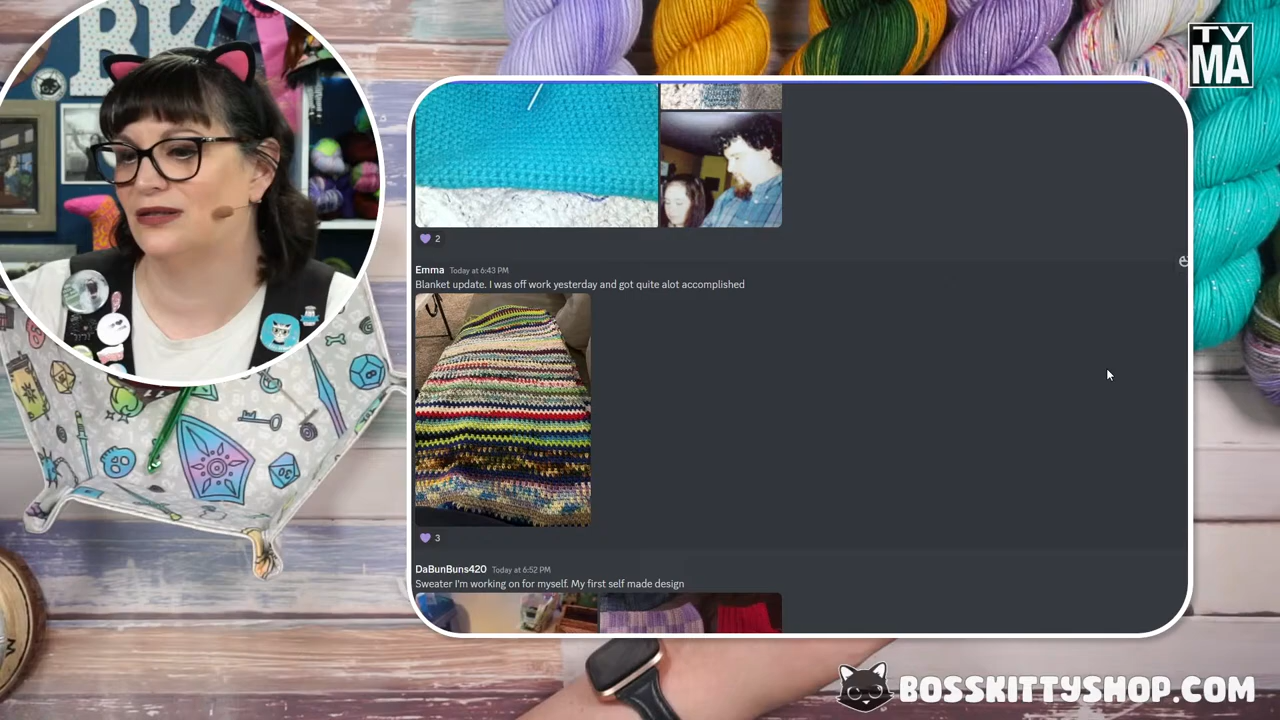 TV
MA
BK
2
Emma Today at 6:43 PM
Blanket update. I was off work yesterday and got quite alot accomplished
3
DaBunBuns420 Today at 6:52 PM
Sweater I'm working on for myself. My first self made design
BOSSKITTYSHOP.COM